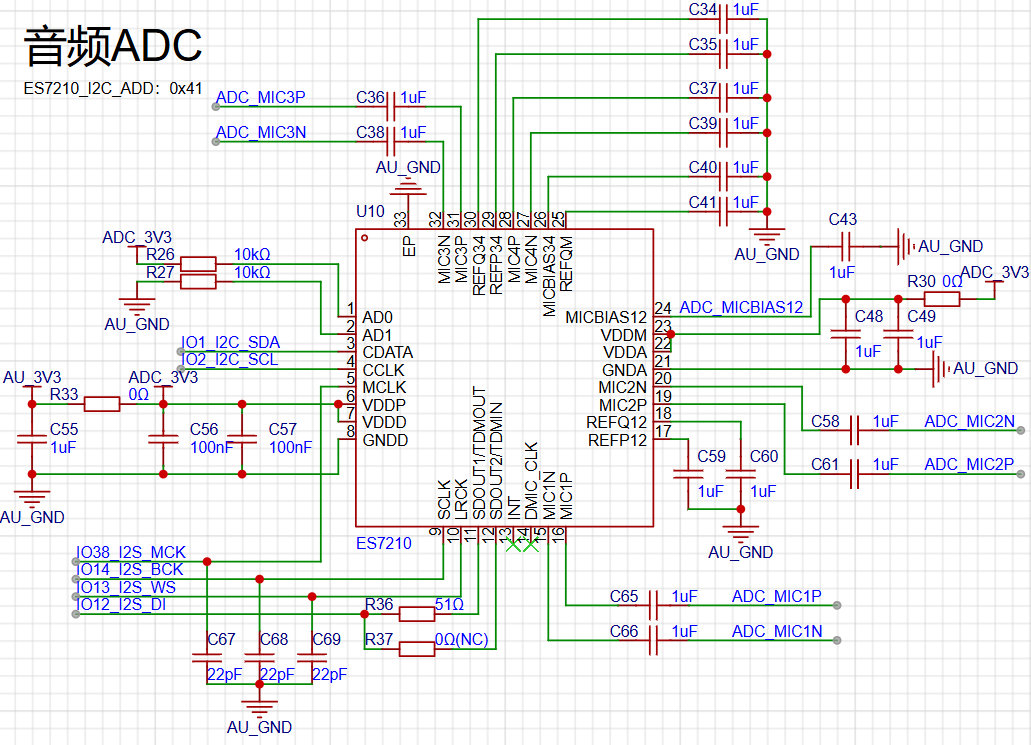 音频ADC
ES7210_I2C_ADD：0x41
C34 1uF
C35 1uF
C37 1uF
C39 1uF
C40 1uF
C41 1uF
AU_GND
ADC_MIC3P C36 1uF
ADC_MIC3N C38 1uF
AU_GND
U10
33 32 31 30 29 28 27 26 25
EP MIC3N MIC3P REFQ34 REFP34 MIC4P MIC4N MICBIAS34 REFQM
ADC_3V3
R26 10kΩ
R27 10kΩ
AU_GND
IO1_I2C_SDA
IO2_I2C_SCL
AU_3V3
R33 0Ω
ADC_3V3
C55 1uF
C56 100nF
C57 100nF
AU_GND
1 AD0
2 AD1
3 CDATA
4 CCLK
5 MCLK
6 VDDP
7 VDDD
8 GNDD
MICBIAS12 24 ADC_MICBIAS12
VDDM 23
VDDA 22
GNDA 21
MIC2N 20
MIC2P 19
REFQ12 18
REFP12 17
C43 1uF
AU_GND
R30 0Ω
ADC_3V3
C48 1uF
C49 1uF
AU_GND
C58 1uF ADC_MIC2N
C61 1uF ADC_MIC2P
C59 1uF
C60 1uF
AU_GND
SCLK LRCK SDOUT1/TDMOUT SDOUT2/TDMIN INT DMIC_CLK MIC1N MIC1P
9 10 11 12 13 14 15 16
ES7210
IO38_I2S_MCK
IO14_I2S_BCK
IO13_I2S_WS
IO12_I2S_DI
R36 51Ω
R37 0Ω(NC)
C67 22pF
C68 22pF
C69 22pF
AU_GND
C65 1uF ADC_MIC1P
C66 1uF ADC_MIC1N